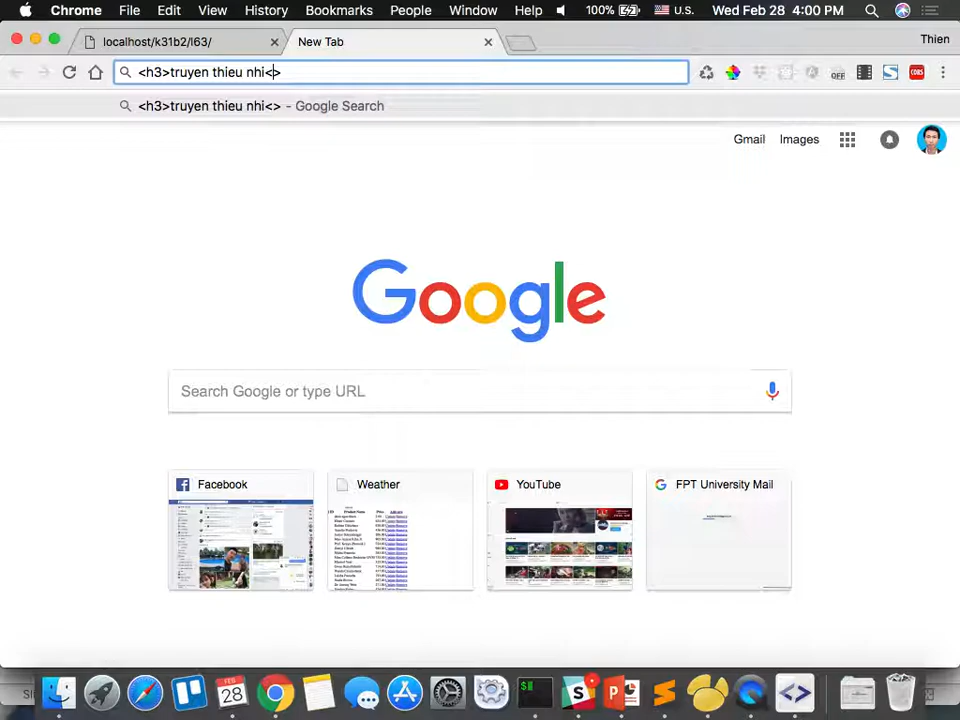 Chrome File Edit View History Bookmarks People Window Help 100% U.S. Wed Feb 28 4:00 PM
localhost/k31b2/l63/ New Tab Thien
<h3>truyen thieu nhi<>
<h3>truyen thieu nhi<> - Google Search
Gmail Images
Google
Search Google or type URL
Facebook Weather YouTube FPT University Mail
FEB
28